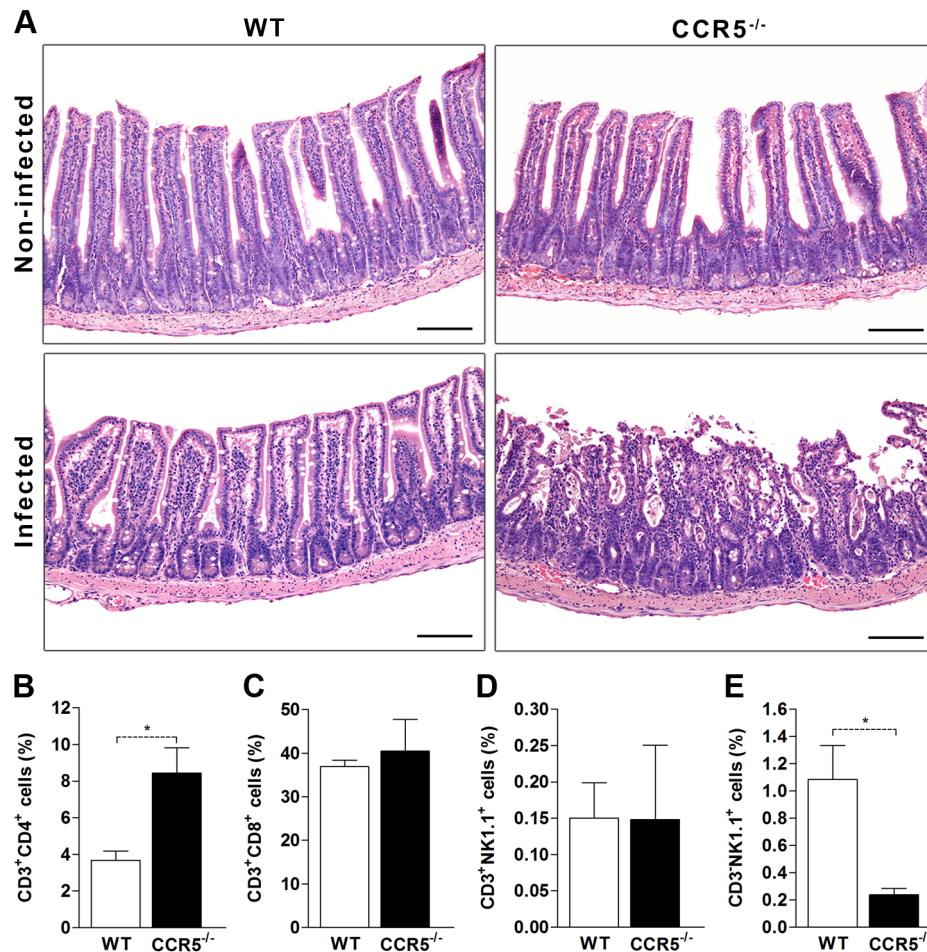 A
WT
CCR5-/-
Non-infected
Infected
B
CD3+CD4+ cells (%)
12
10
8
6
4
2
0
*
WT
CCR5-/-
C
CD3+CD8+ cells (%)
50
40
30
20
10
0
WT
CCR5-/-
D
CD3+NK1.1+ cells (%)
0.30
0.25
0.20
0.15
0.10
0.05
0.00
WT
CCR5-/-
E
CD3-NK1.1+ cells (%)
1.6
1.4
1.2
1.0
0.8
0.6
0.4
0.2
0.0
*
WT
CCR5-/